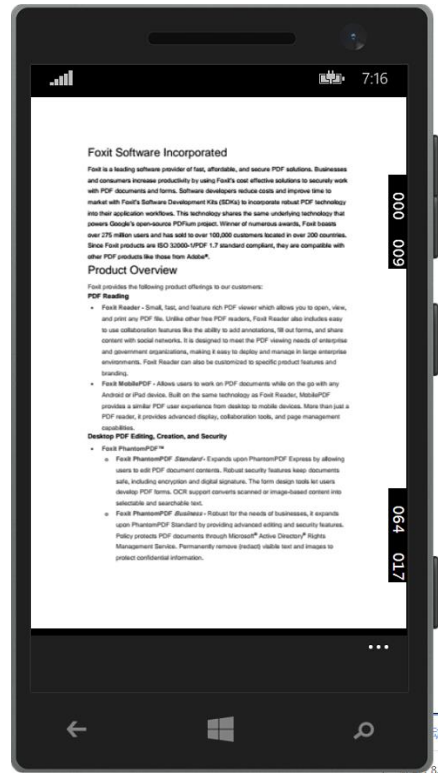 7:16
Foxit Software Incorporated
Foxit is a leading software provider of fast, affordable, and secure PDF solutions. Businesses
and consumers increase productivity by using Foxit's cost effective solutions to securely work
with PDF documents and forms. Software developers reduce costs and improve time to
market with Foxit's Software Development Kits (SDKs) to incorporate robust PDF technology
into their application workflows. This technology shares the same underlying technology that
powers Google's open-source PDFium project. Winner of numerous awards, Foxit boasts
over 275 million users and has sold to over 100,000 customers located in over 200 countries.
Since Foxit products are ISO 32000-1/PDF 1.7 standard compliant, they are compatible with
other PDF products like those from Adobe®.
Product Overview
Foxit provides the following product offerings to our customers:
PDF Reading
• Foxit Reader - Small, fast, and feature rich PDF viewer which allows you to open, view,
and print any PDF file. Unlike other free PDF readers, Foxit Reader also includes easy
to use collaboration features like the ability to add annotations, fill out forms, and share
content with social networks. It is designed to meet the PDF viewing needs of enterprise
and government organizations, making it easy to deploy and manage in large enterprise
environments. Foxit Reader can also be customized to specific product features and
branding.
• Foxit MobilePDF - Allows users to work on PDF documents while on the go with any
Android or iPad device. Built on the same technology as Foxit Reader, MobilePDF
provides a similar PDF user experience from desktop to mobile devices. More than just a
PDF reader, it provides advanced display, collaboration tools, and page management
capabilities.
Desktop PDF Editing, Creation, and Security
• Foxit PhantomPDF™
o Foxit PhantomPDF Standard - Expands upon PhantomPDF Express by allowing
users to edit PDF document contents. Robust security features keep documents
safe, including encryption and digital signature. The form design tools let users
develop PDF forms. OCR support converts scanned or image-based content into
selectable and searchable text.
o Foxit PhantomPDF Business - Robust for the needs of businesses, it expands
upon PhantomPDF Standard by providing advanced editing and security features.
Policy protects PDF documents through Microsoft® Active Directory® Rights
Management Service. Permanently remove (redact) visible text and images to
protect confidential information.
000 009
064 017